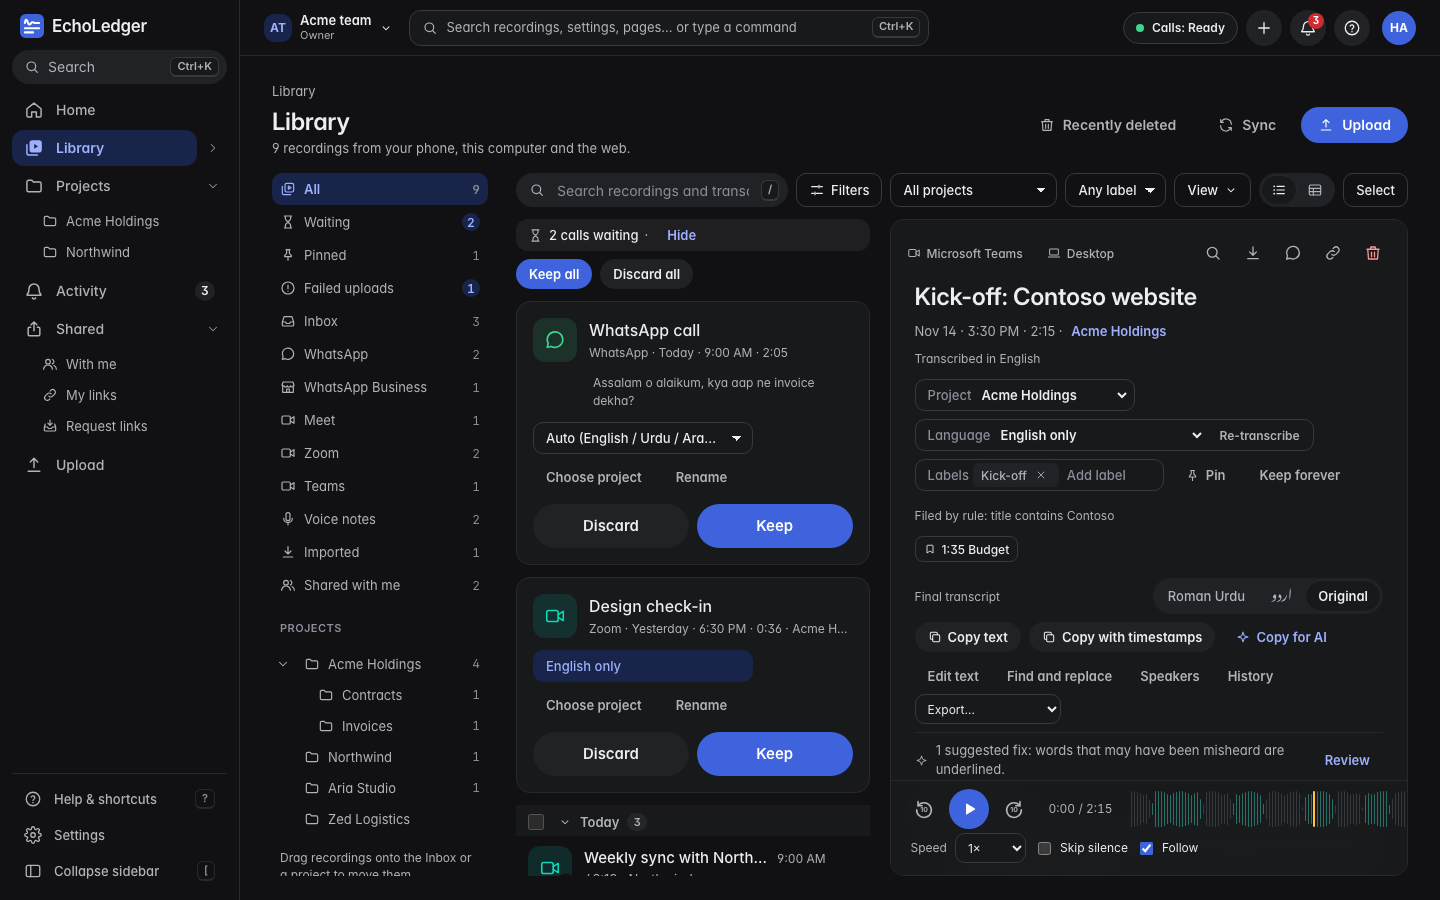 EchoLedger
Search Ctrl+K
Home
Library
Projects
Acme Holdings
Northwind
Activity 3
Shared
With me
My links
Request links
Upload
Help & shortcuts ?
Settings
Collapse sidebar [
AT Acme team
Owner
Search recordings, settings, pages... or type a command Ctrl+K
Calls: Ready
3
HA
Library
Library
9 recordings from your phone, this computer and the web.
Recently deleted
Sync
Upload
All 9
Waiting 2
Pinned 1
Failed uploads 1
Inbox 3
WhatsApp 2
WhatsApp Business 1
Meet 1
Zoom 2
Teams 1
Voice notes 2
Imported 1
Shared with me 2
PROJECTS
Acme Holdings 4
Contracts 1
Invoices 1
Northwind 1
Aria Studio 1
Zed Logistics
Drag recordings onto the Inbox or
a project to move them
Search recordings and transc /
Filters
All projects
Any label
View
Select
2 calls waiting · Hide
Keep all Discard all
WhatsApp call
WhatsApp · Today · 9:00 AM · 2:05
Assalam o alaikum, kya aap ne invoice
dekha?
Auto (English / Urdu / Ara...
Choose project Rename
Discard Keep
Design check-in
Zoom · Yesterday · 6:30 PM · 0:36 · Acme H...
English only
Choose project Rename
Discard Keep
Today 3
Weekly sync with North... 9:00 AM
Microsoft Teams Desktop
Kick-off: Contoso website
Nov 14 · 3:30 PM · 2:15 · Acme Holdings
Transcribed in English
Project Acme Holdings
Language English only Re-transcribe
Labels Kick-off × Add label Pin Keep forever
Filed by rule: title contains Contoso
1:35 Budget
Final transcript Roman Urdu اردو Original
Copy text Copy with timestamps Copy for AI
Edit text Find and replace Speakers History
Export...
1 suggested fix: words that may have been misheard are
underlined.
Review
10 10 0:00 / 2:15
Speed 1× Skip silence Follow